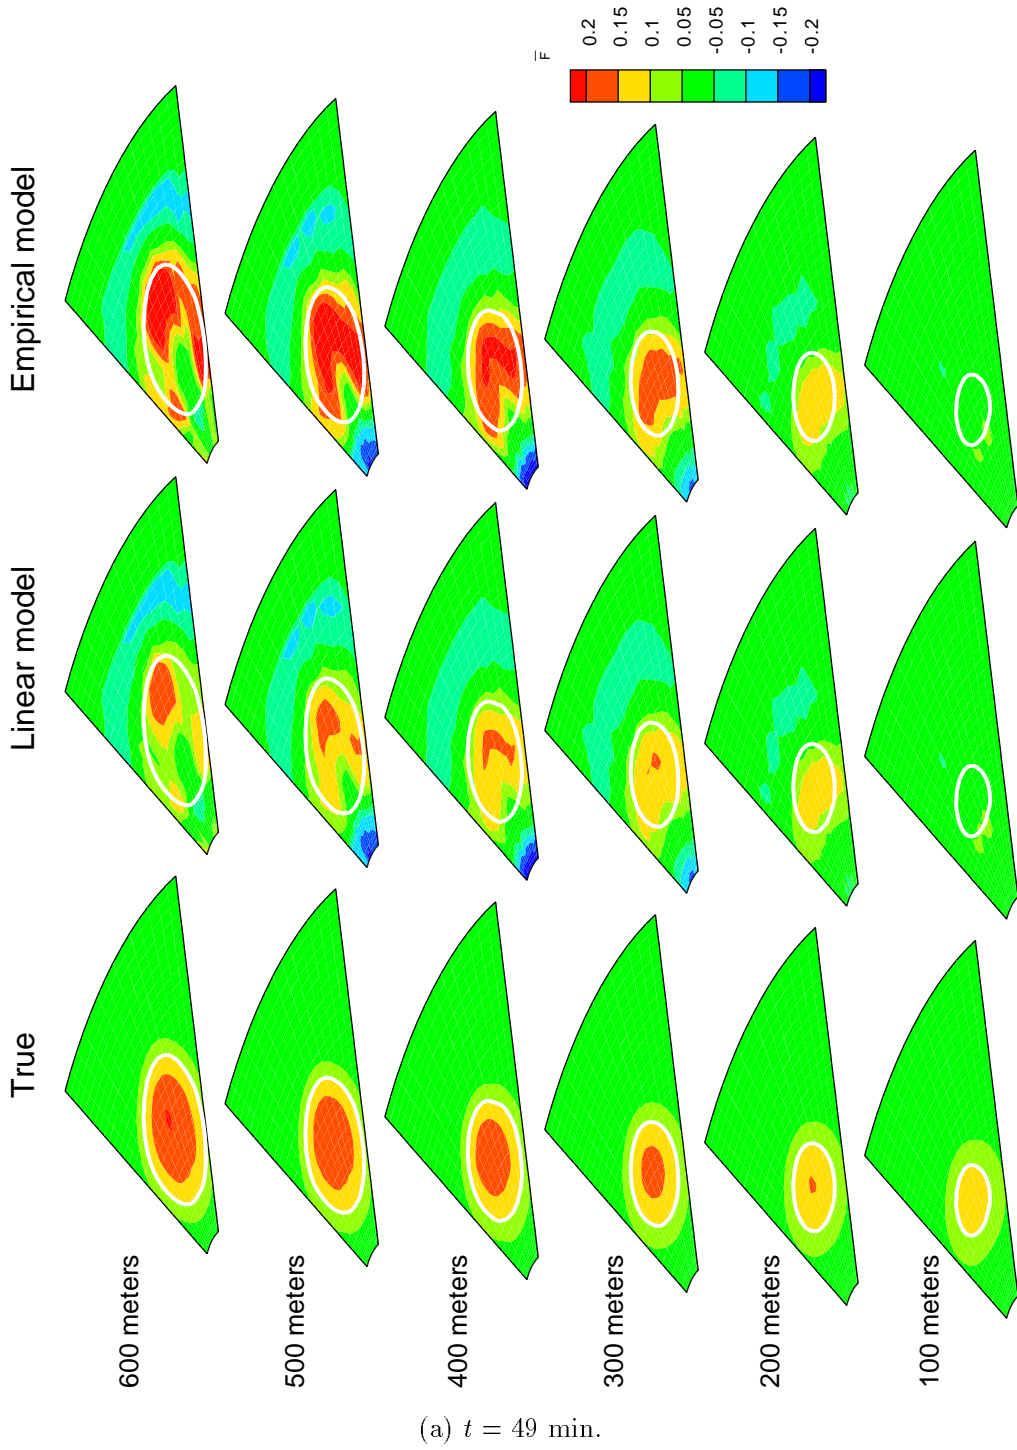 True
Linear model
Empirical model
600 meters
500 meters
400 meters
300 meters
200 meters
100 meters
F
0.2
0.15
0.1
0.05
-0.05
-0.1
-0.15
-0.2
(a) t = 49 min.